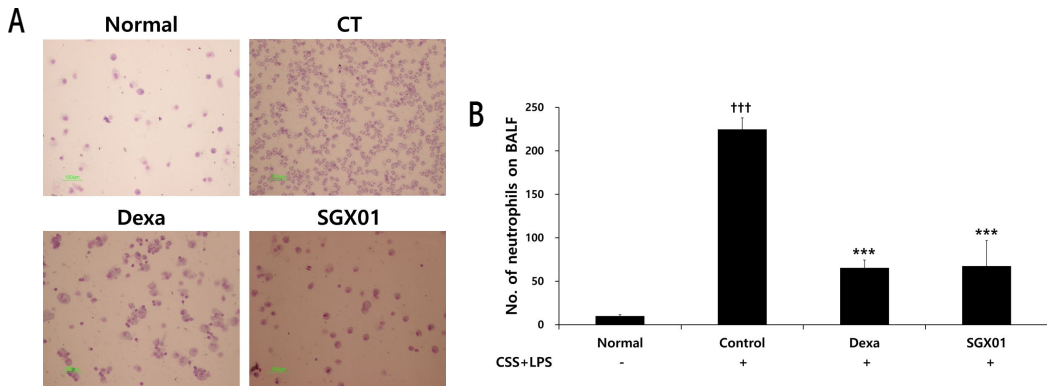 A
Normal
CT
100um
Dexa
SGX01
B
No. of neutrophils on BALF
250
200
150
100
50
0
†††
***
***
Normal
Control
Dexa
SGX01
CSS+LPS
-
+
+
+